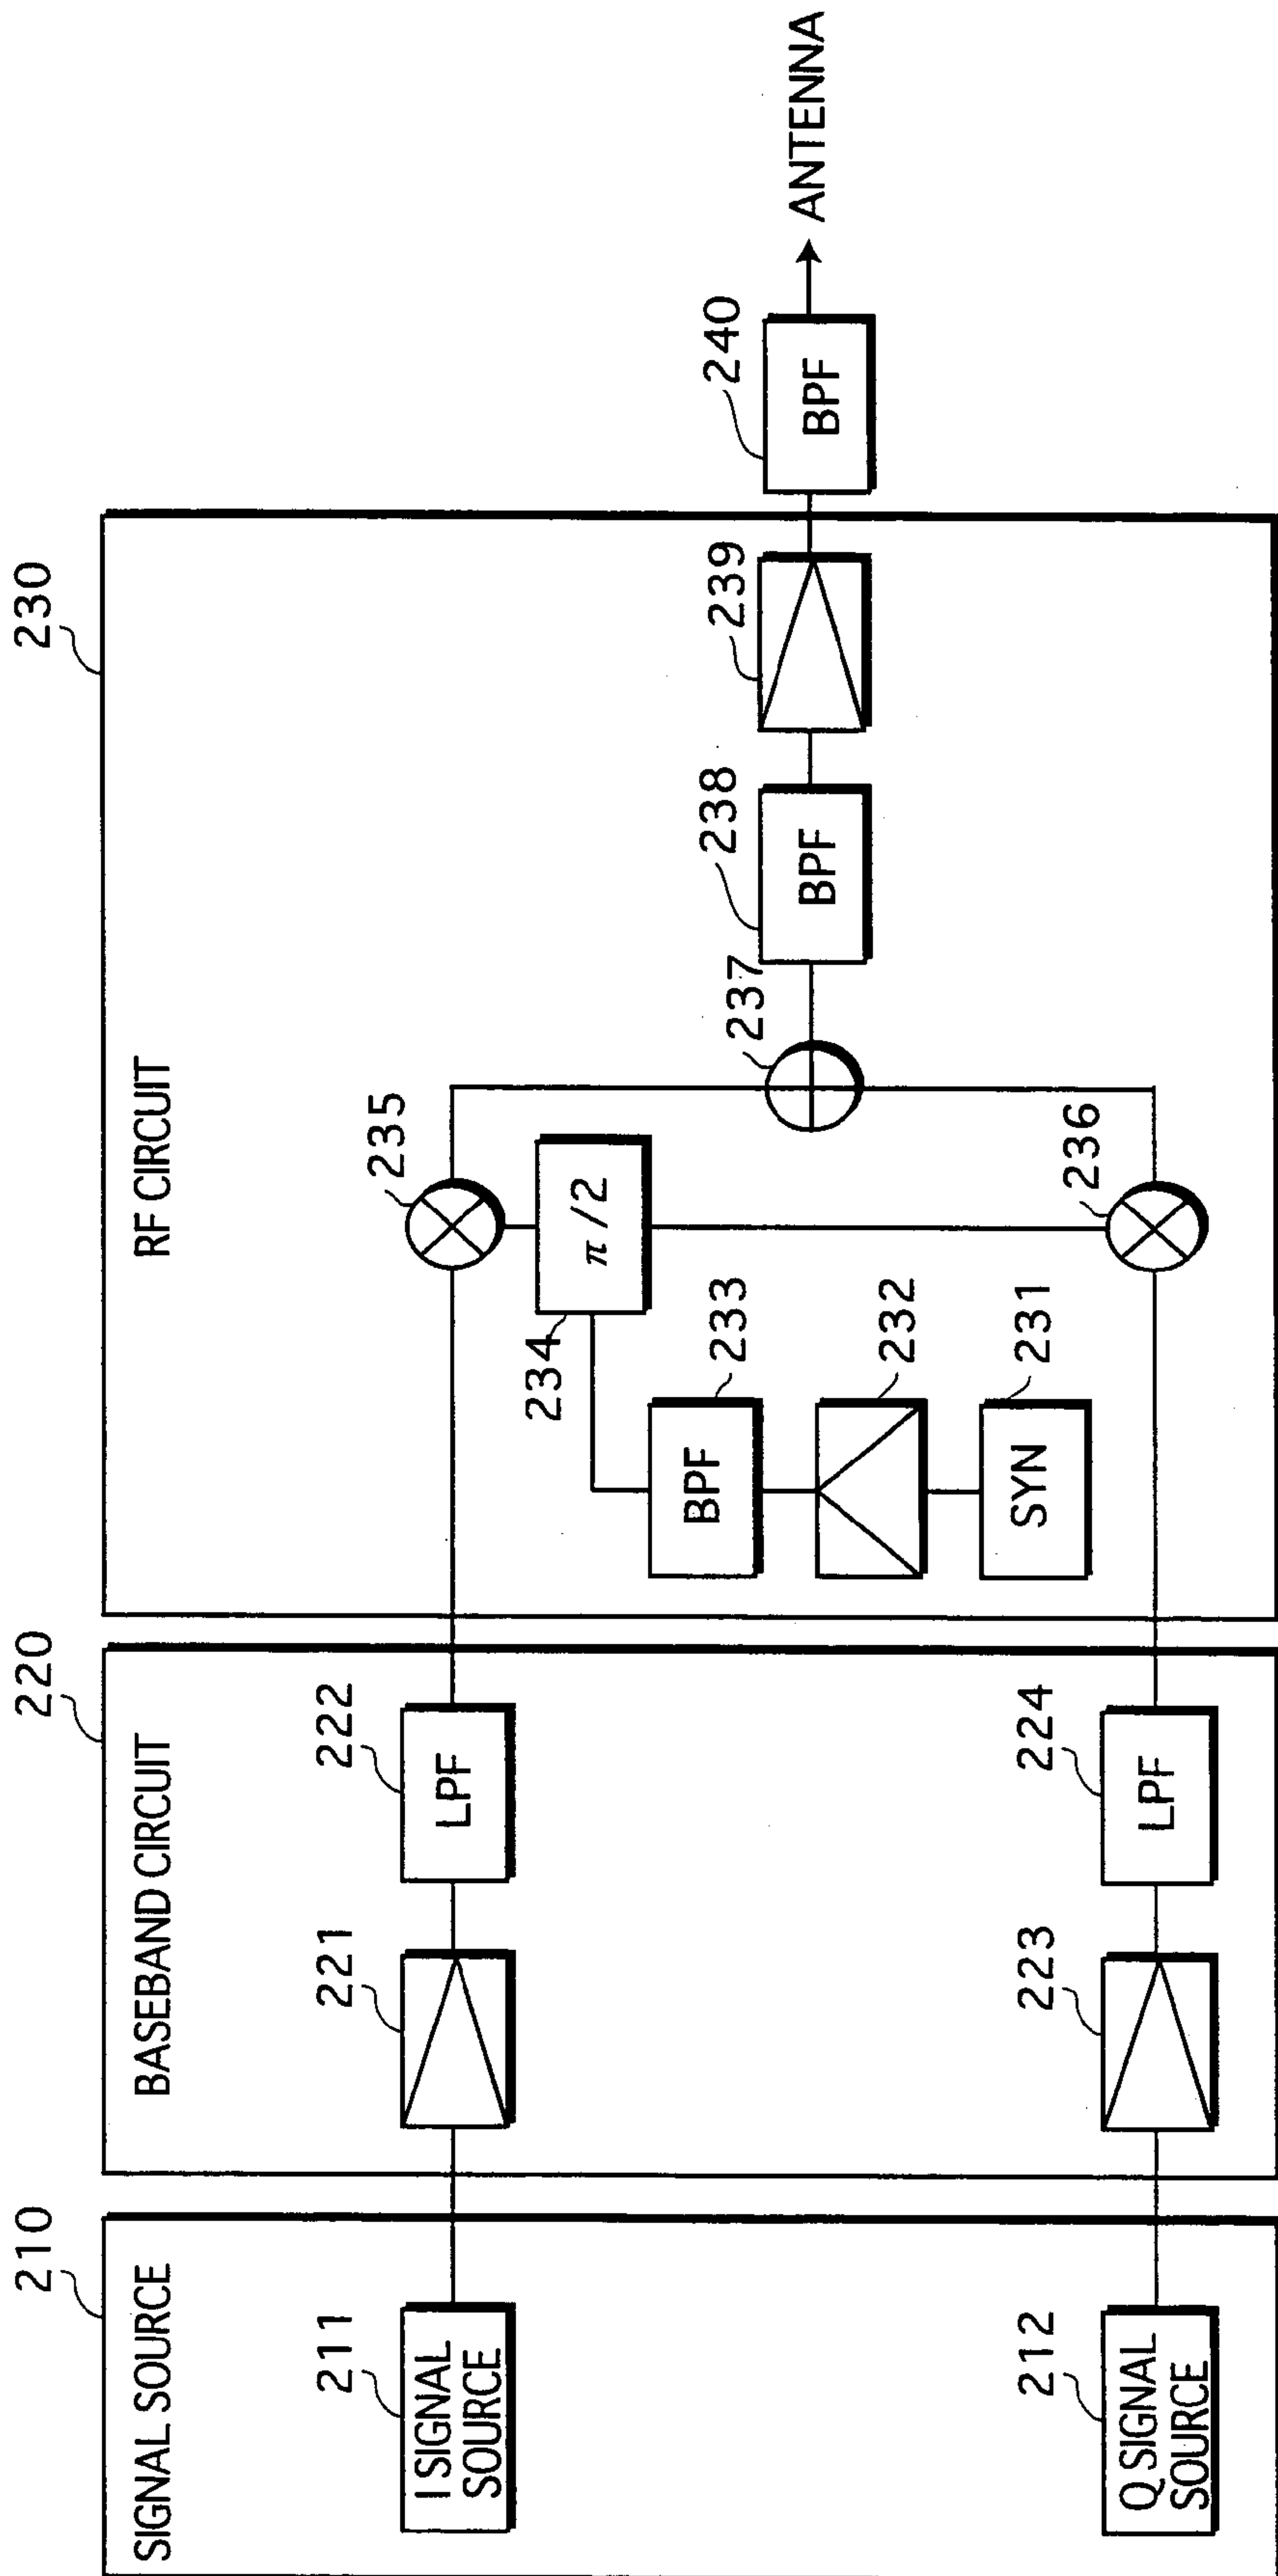 210
SIGNAL SOURCE
211
I SIGNAL
SOURCE
212
Q SIGNAL
SOURCE
220
BASEBAND CIRCUIT
221
222
LPF
223
224
LPF
230
RF CIRCUIT
235
234
π/2
233
BPF
232
231
SYN
236
237
238
BPF
239
240
BPF
ANTENNA